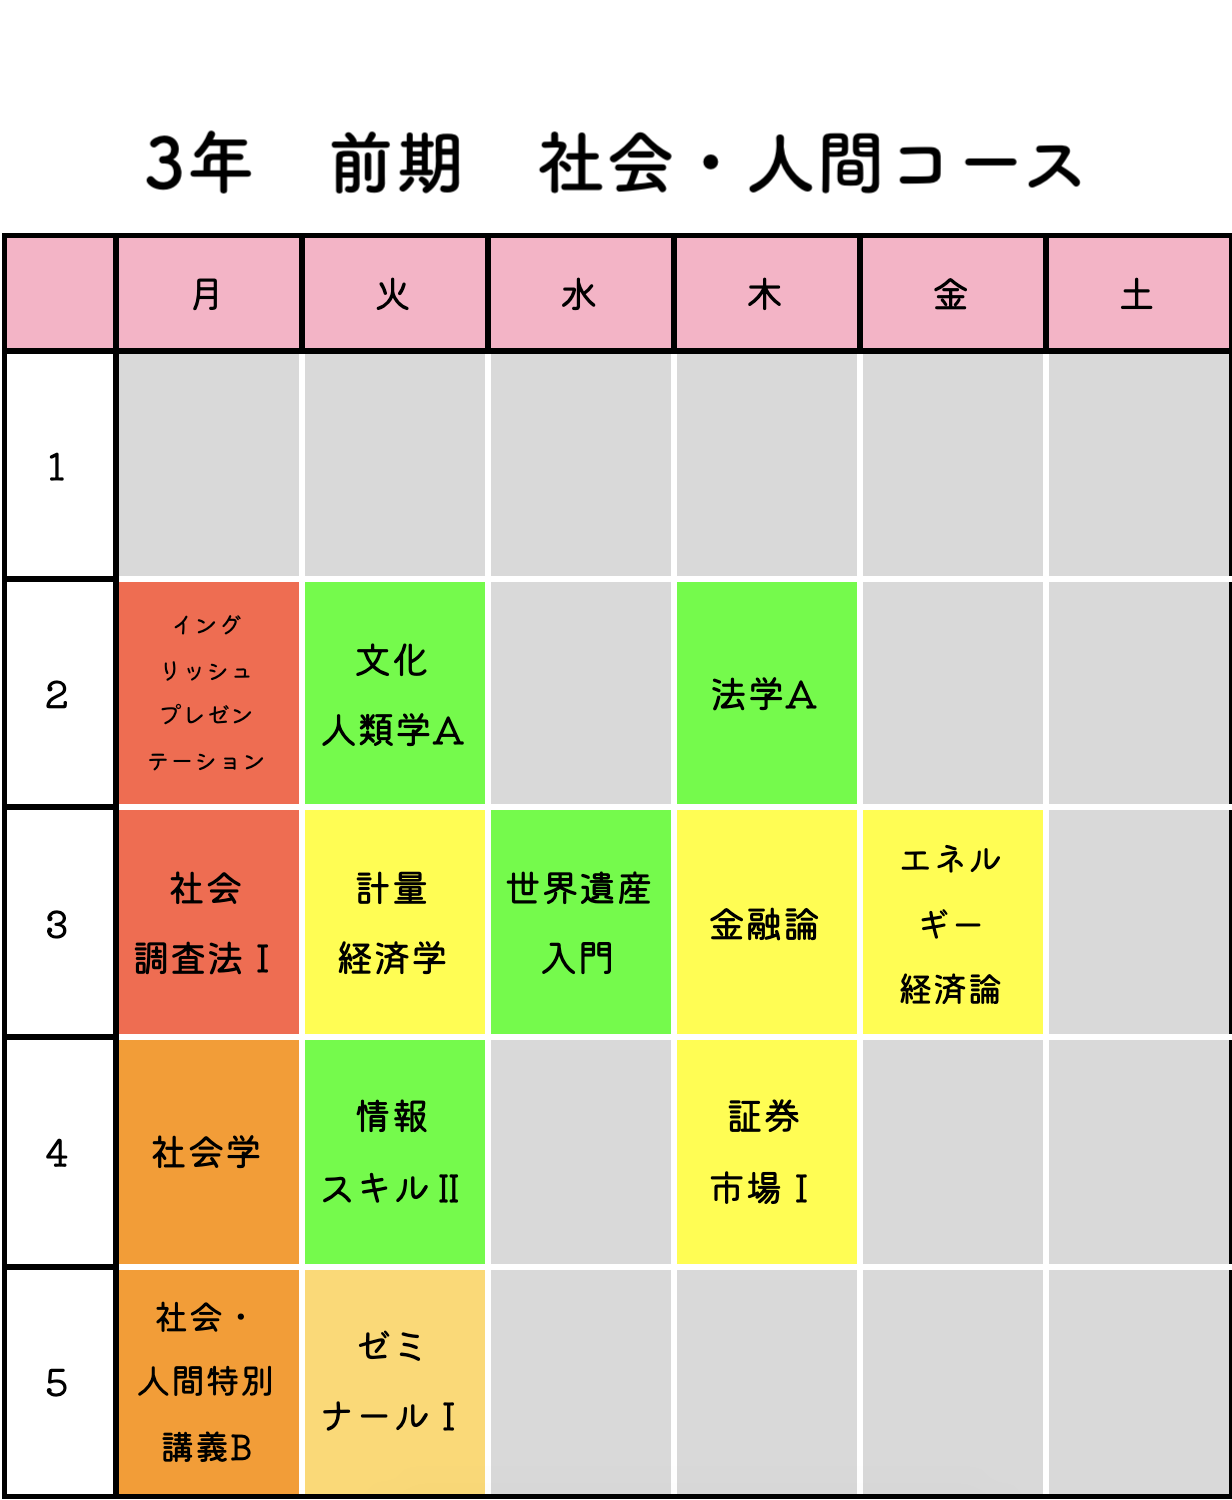 3年 前期 社会・人間コース
月 火 水 木 金 土
1
2
イング
リッシュ
プレゼン
テーション
文化
人類学A
法学A
3
社会
調査法Ⅰ
計量
経済学
世界遺産
入門
金融論
エネル
ギー
経済論
4
社会学
情報
スキルⅡ
証券
市場Ⅰ
5
社会・
人間特別
講義B
ゼミ
ナールⅠ